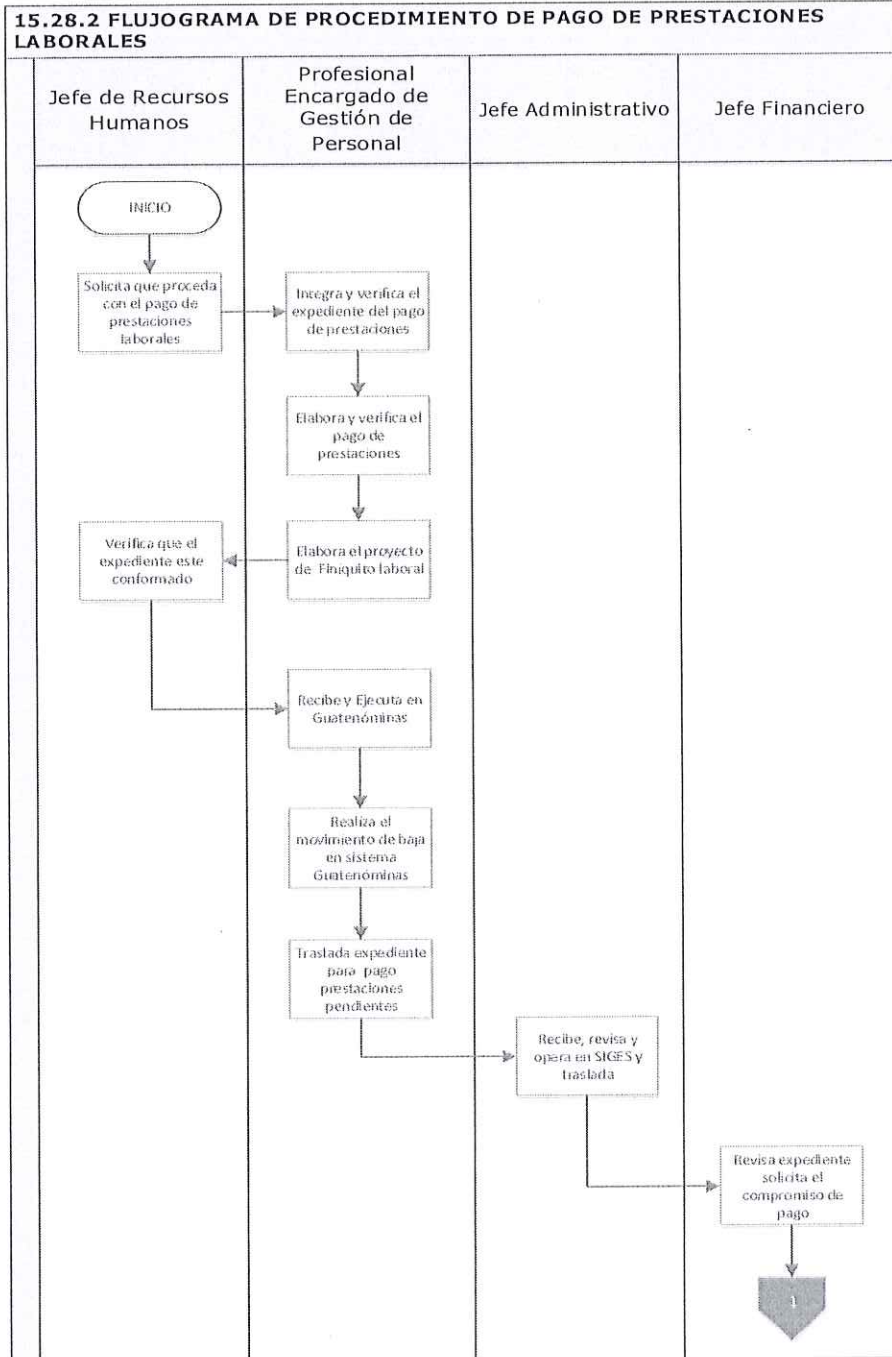 15.28.2 FLUJOGRAMA DE PROCEDIMIENTO DE PAGO DE PRESTACIONES
LABORALES
Jefe de Recursos
Humanos
Profesional
Encargado de
Gestión de
Personal
Jefe Administrativo
Jefe Financiero
INICIO
Solicita que proceda
con el pago de
prestaciones
laborales
Integra y verifica el
expediente del pago
de prestaciones
Elabora y verifica el
pago de
prestaciones
Elabora el proyecto
de Finiquito laboral
Verifica que el
expediente este
conformado
Recibe y Ejecuta en
Guatenóminas
Realiza el
movimiento de baja
en sistema
Guatenóminas
Traslada expediente
para pago
prestaciones
pendientes
Recibe, revisa y
opera en SIGES y
traslada
Revisa expediente
solicita el
compromiso de
pago
1